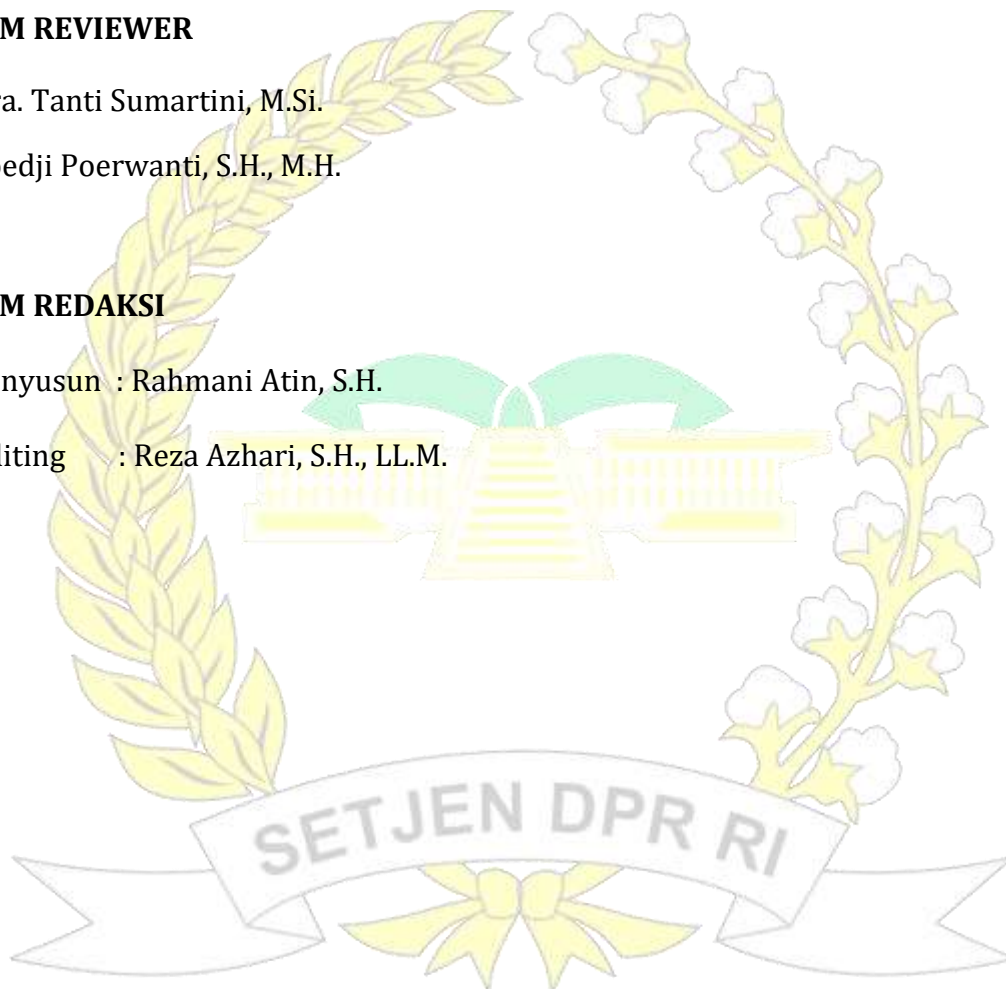 M REVIEWER
a. Tanti Sumartini, M.Si.
edji Poerwanti, S.H., M.H.
M REDAKSI
nyusun : Rahmani Atin, S.H.
liting : Reza Azhari, S.H., LL.M.
SETJEN DPR RI